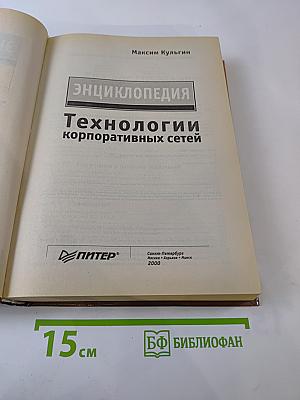 Максим Кульгин
ЭНЦИКЛОПЕДИЯ
Технологии
корпоративных сетей
ПИТЕР®
Санкт-Петербург
Москва • Харьков • Минск
2000
15 см
БФ БИБЛИОФАН